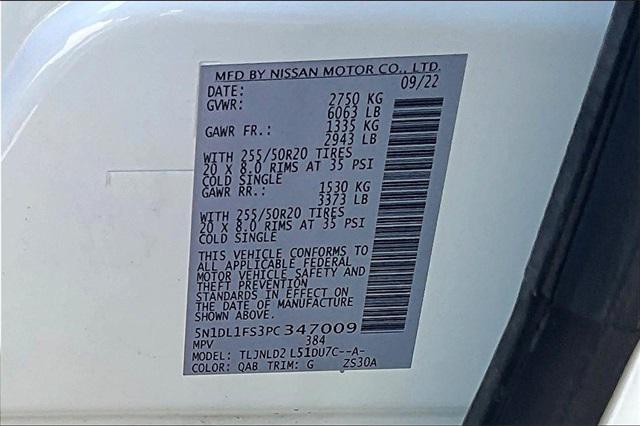 MFD BY NISSAN MOTOR CO., LTD.
DATE: 09/22
GVWR: 2750 KG
6063 LB
GAWR FR.: 1335 KG
2943 LB
WITH 255/50R20 TIRES
20 X 8.0 RIMS AT 35 PSI
COLD SINGLE
GAWR RR.: 1530 KG
3373 LB
WITH 255/50R20 TIRES
20 X 8.0 RIMS AT 35 PSI
COLD SINGLE
THIS VEHICLE CONFORMS TO
ALL APPLICABLE FEDERAL
MOTOR VEHICLE SAFETY AND
THEFT PREVENTION
STANDARDS IN EFFECT ON
THE DATE OF MANUFACTURE
SHOWN ABOVE.
5N1DL1FS3PC347009
MPV 384
MODEL: TLJNLD2 L51DU7C--A-
COLOR: QAB TRIM: G ZS30A